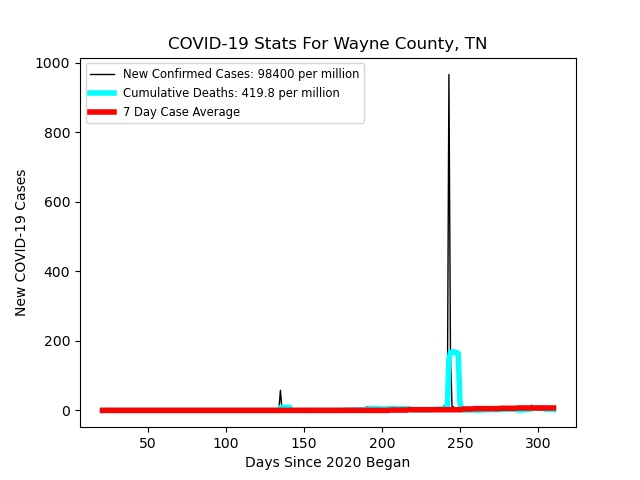 COVID-19 Stats For Wayne County, TN
New Confirmed Cases: 98400 per million
Cumulative Deaths: 419.8 per million
7 Day Case Average
1000
800
600
400
200
0
New COVID-19 Cases
50 100 150 200 250 300
Days Since 2020 Began